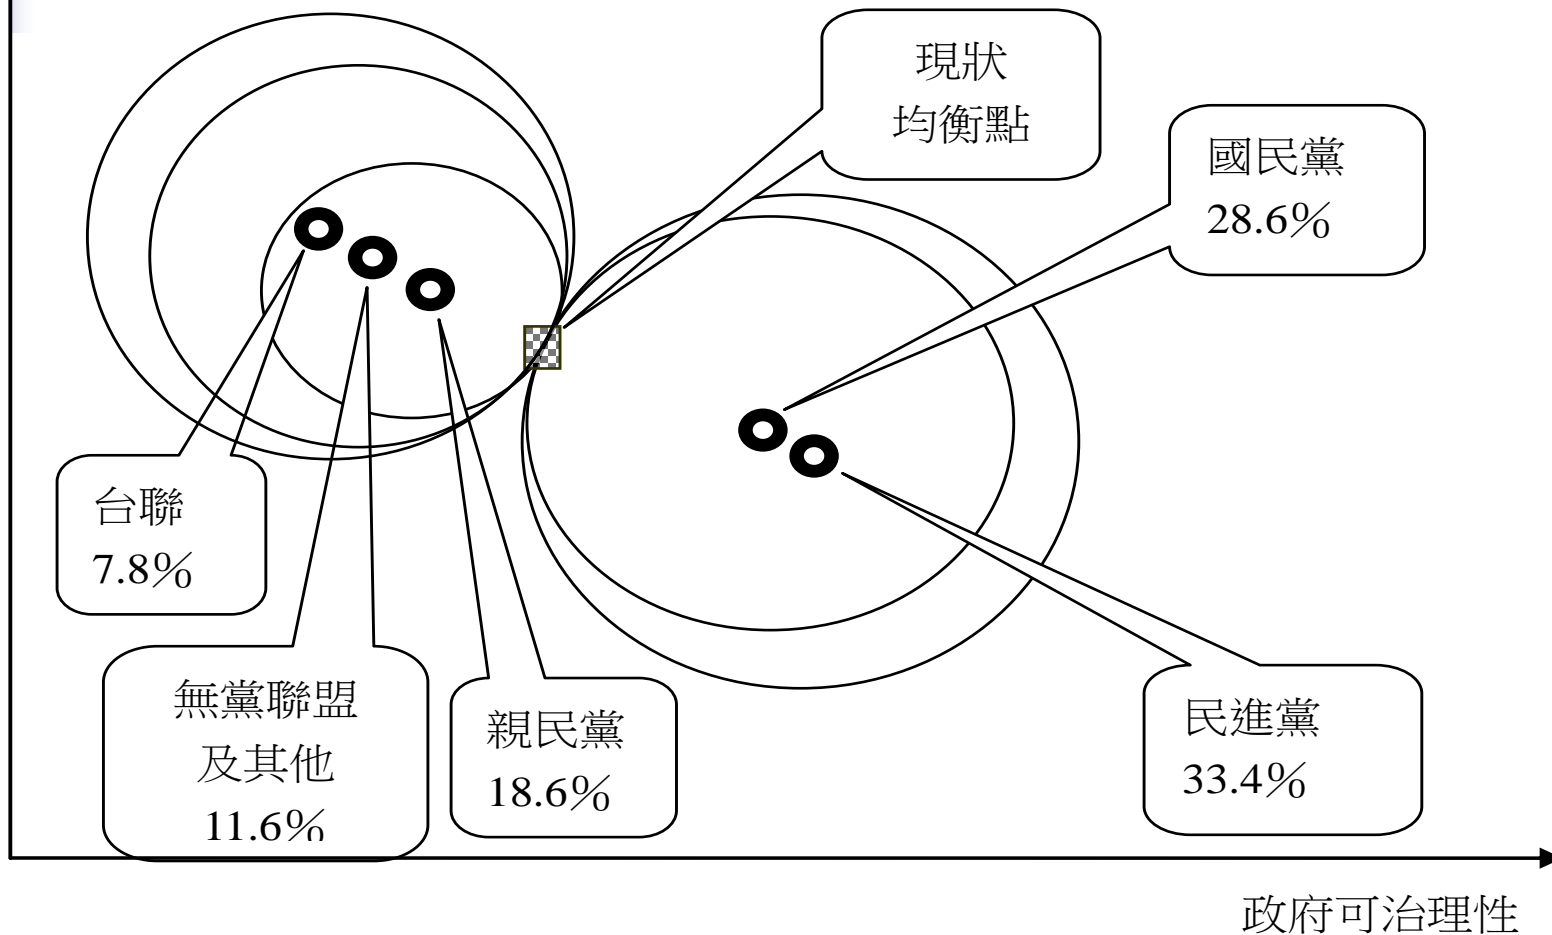 現狀
均衡點
國民黨
28.6%
台聯
7.8%
無黨聯盟
及其他
11.6%
親民黨
18.6%
民進黨
33.4%
政府可治理性